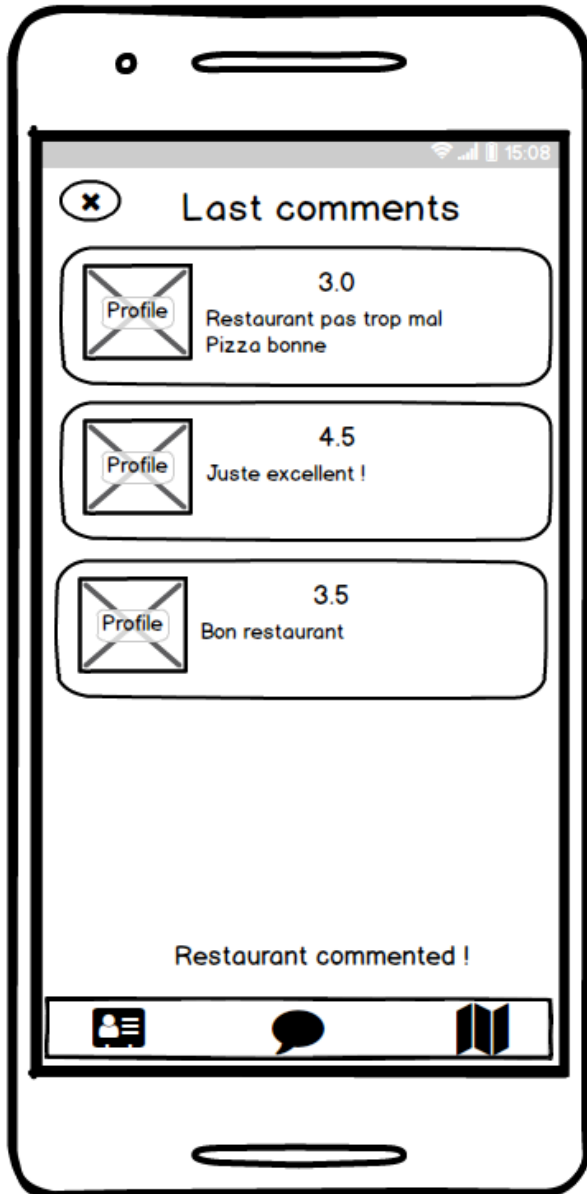 15:08
Last comments
Profile
3.0
Restaurant pas trop mal
Pizza bonne
Profile
4.5
Juste excellent !
Profile
3.5
Bon restaurant
Restaurant commented !